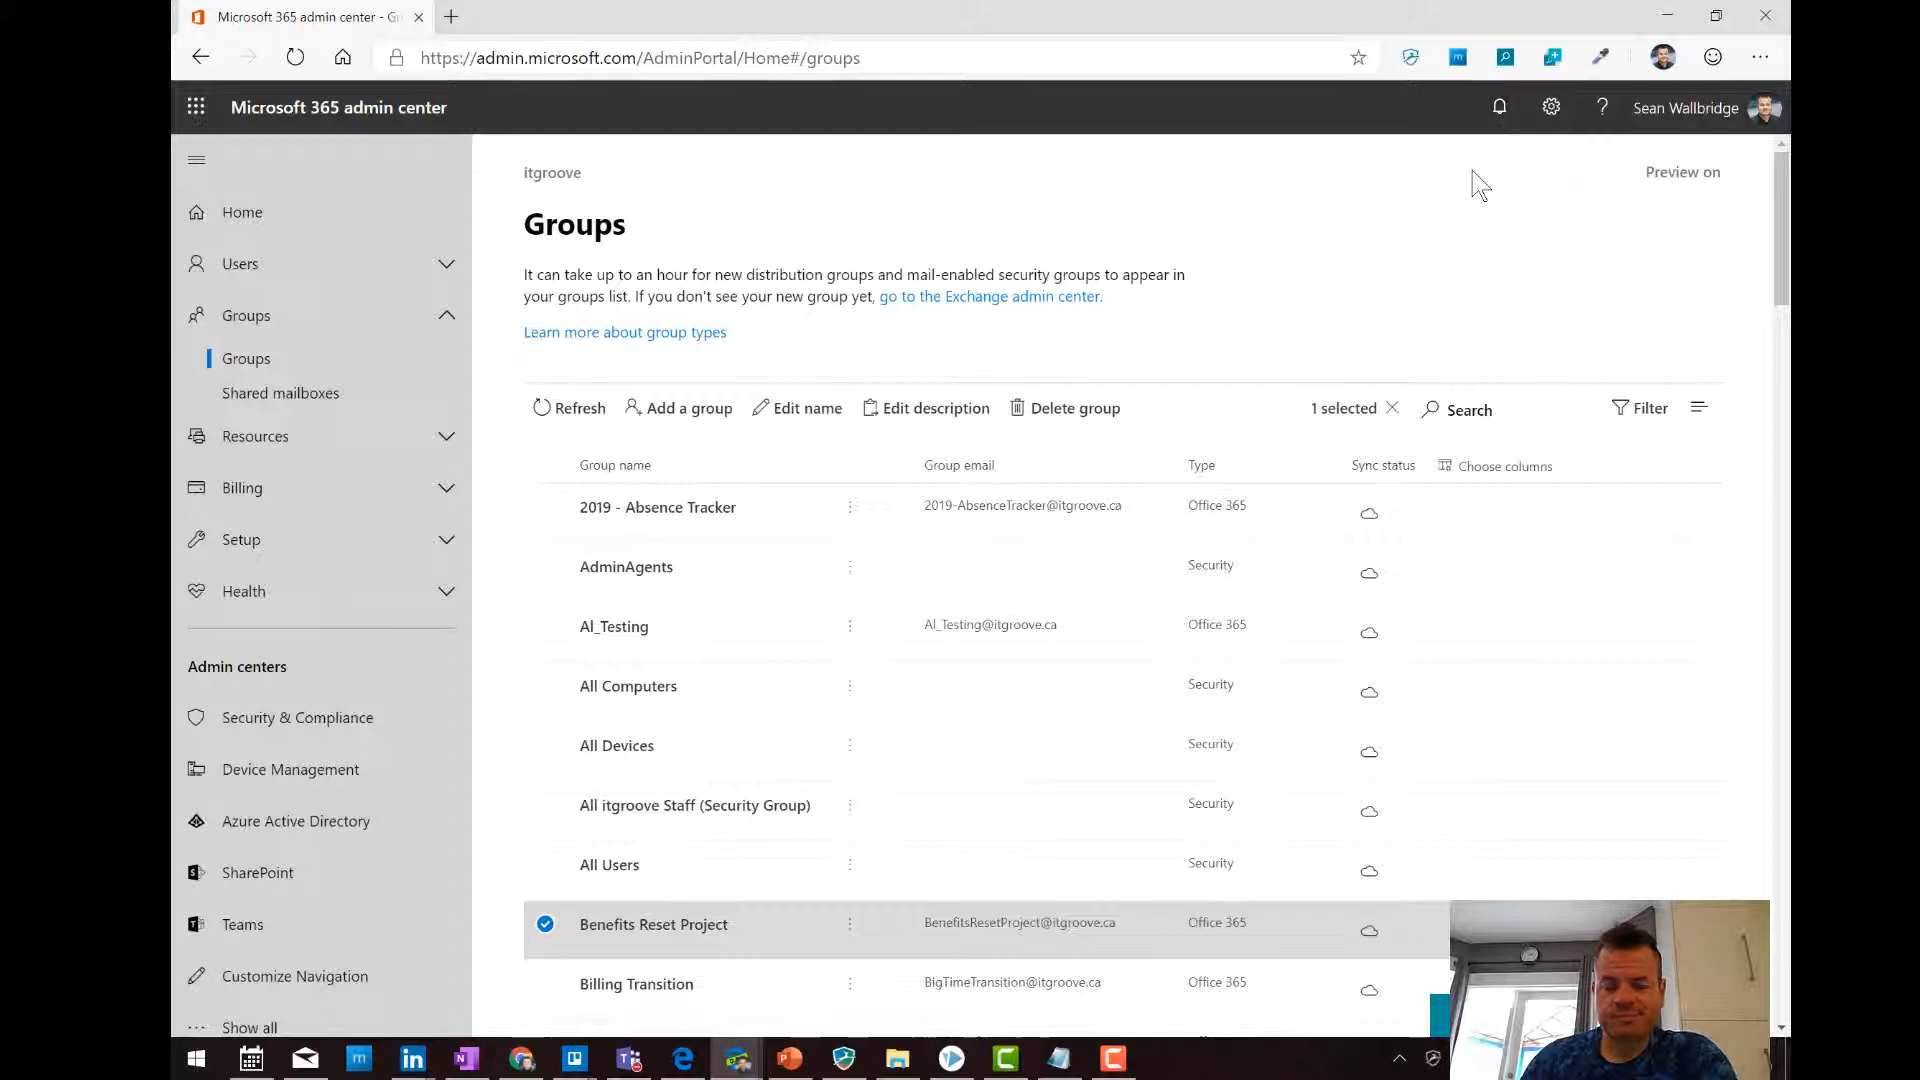 Microsoft 365 admin center - Gr
https://admin.microsoft.com/AdminPortal/Home#/groups
Microsoft 365 admin center
Sean Wallbridge
Home
Users
Groups
Groups
Shared mailboxes
Resources
Billing
Setup
Health
Admin centers
Security & Compliance
Device Management
Azure Active Directory
SharePoint
Teams
Customize Navigation
Show all
itgroove
Preview on
Groups
It can take up to an hour for new distribution groups and mail-enabled security groups to appear in
your groups list. If you don't see your new group yet, go to the Exchange admin center.
Learn more about group types
Refresh Add a group Edit name Edit description Delete group 1 selected Search Filter
Group name Group email Type Sync status Choose columns
2019 - Absence Tracker 2019-AbsenceTracker@itgroove.ca Office 365
AdminAgents Security
Al_Testing Al_Testing@itgroove.ca Office 365
All Computers Security
All Devices Security
All itgroove Staff (Security Group) Security
All Users Security
Benefits Reset Project BenefitsResetProject@itgroove.ca Office 365
Billing Transition BigTimeTransition@itgroove.ca Office 365